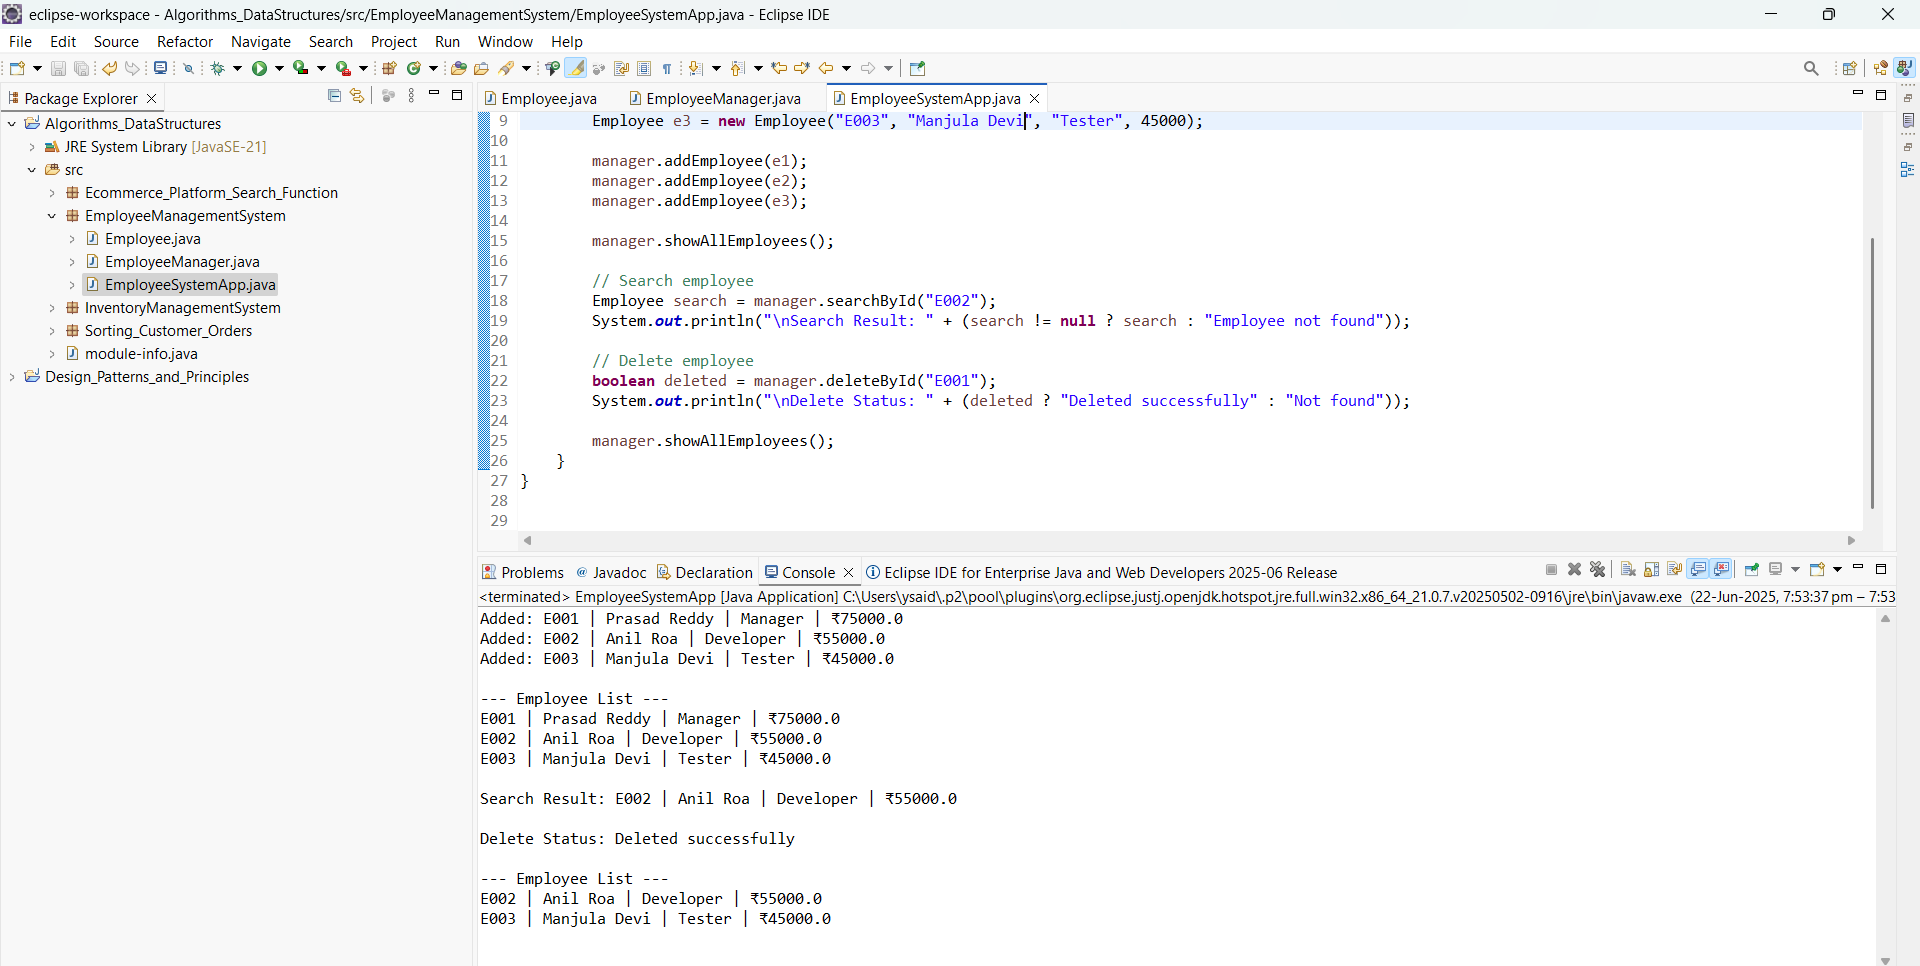 eclipse-workspace - Algorithms_DataStructures/src/EmployeeManagementSystem/EmployeeSystemApp.java - Eclipse IDE
File Edit Source Refactor Navigate Search Project Run Window Help
Package Explorer
Algorithms_DataStructures
JRE System Library [JavaSE-21]
src
Ecommerce_Platform_Search_Function
EmployeeManagementSystem
Employee.java
EmployeeManager.java
EmployeeSystemApp.java
InventoryManagementSystem
Sorting_Customer_Orders
module-info.java
Design_Patterns_and_Principles
Employee.java EmployeeManager.java EmployeeSystemApp.java
9 Employee e3 = new Employee("E003", "Manjula Devi", "Tester", 45000);
10
11 manager.addEmployee(e1);
12 manager.addEmployee(e2);
13 manager.addEmployee(e3);
14
15 manager.showAllEmployees();
16
17 // Search employee
18 Employee search = manager.searchById("E002");
19 System.out.println("\nSearch Result: " + (search != null ? search : "Employee not found"));
20
21 // Delete employee
22 boolean deleted = manager.deleteById("E001");
23 System.out.println("\nDelete Status: " + (deleted ? "Deleted successfully" : "Not found"));
24
25 manager.showAllEmployees();
26 }
27 }
28
29
Problems @ Javadoc Declaration Console Eclipse IDE for Enterprise Java and Web Developers 2025-06 Release
<terminated> EmployeeSystemApp [Java Application] C:\Users\ysaid\.p2\pool\plugins\org.eclipse.justj.openjdk.hotspot.jre.full.win32.x86_64_21.0.7.v20250502-0916\jre\bin\javaw.exe (22-Jun-2025, 7:53:37 pm – 7:53
Added: E001 | Prasad Reddy | Manager | ₹75000.0
Added: E002 | Anil Roa | Developer | ₹55000.0
Added: E003 | Manjula Devi | Tester | ₹45000.0
--- Employee List ---
E001 | Prasad Reddy | Manager | ₹75000.0
E002 | Anil Roa | Developer | ₹55000.0
E003 | Manjula Devi | Tester | ₹45000.0
Search Result: E002 | Anil Roa | Developer | ₹55000.0
Delete Status: Deleted successfully
--- Employee List ---
E002 | Anil Roa | Developer | ₹55000.0
E003 | Manjula Devi | Tester | ₹45000.0